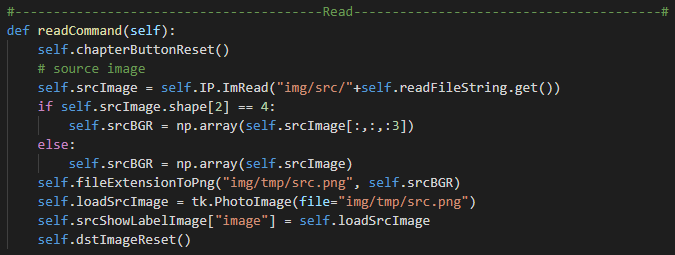 #---------------------------------------Read---------------------------------------#
def readCommand(self):
    self.chapterButtonReset()
    # source image
    self.srcImage = self.IP.ImRead("img/src/"+self.readFileString.get())
    if self.srcImage.shape[2] == 4:
        self.srcBGR = np.array(self.srcImage[:,:,:3])
    else:
        self.srcBGR = np.array(self.srcImage)
    self.fileExtensionToPng("img/tmp/src.png", self.srcBGR)
    self.loadSrcImage = tk.PhotoImage(file="img/tmp/src.png")
    self.srcShowLabelImage["image"] = self.loadSrcImage
    self.dstImageReset()